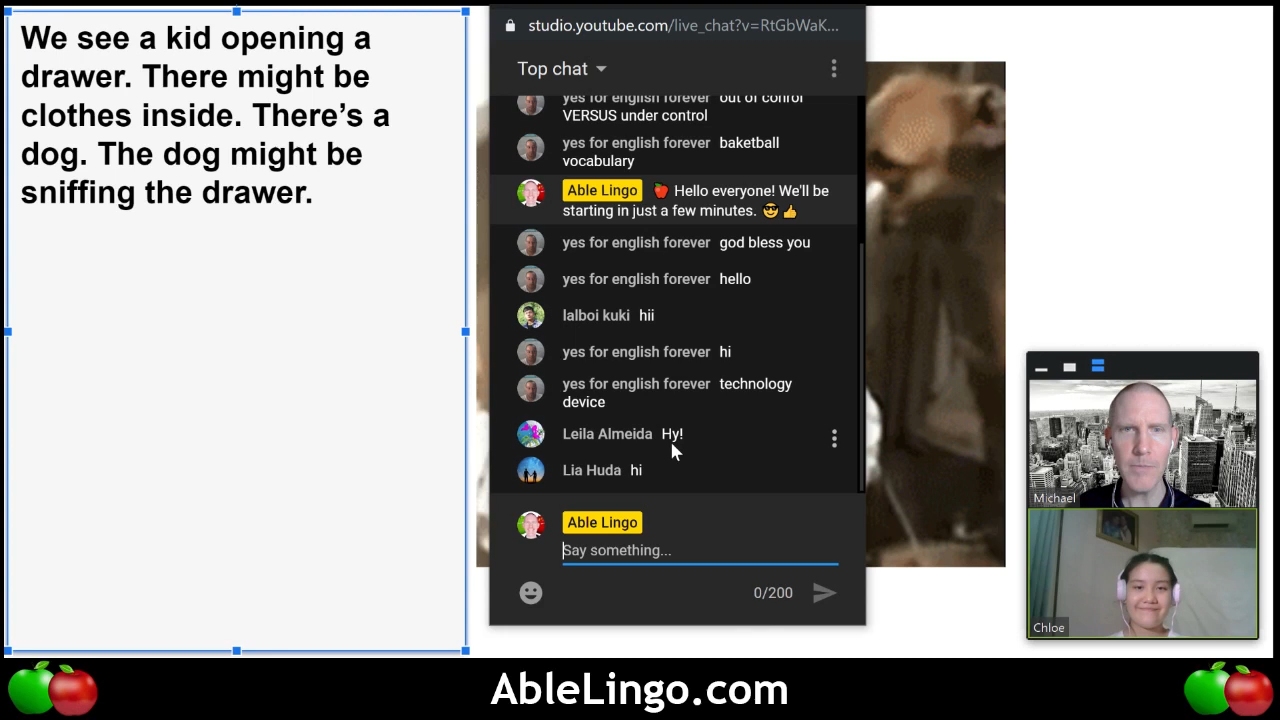 We see a kid opening a
drawer. There might be
clothes inside. There’s a
dog. The dog might be
sniffing the drawer.
studio.youtube.com/live_chat?v=RtGbWaK...
Top chat
yes for english forever out of conrol
VERSUS under control
yes for english forever baketball
vocabulary
Able Lingo 🍎 Hello everyone! We'll be
starting in just a few minutes. 😎👍
yes for english forever god bless you
yes for english forever hello
lalboi kuki hii
yes for english forever hi
yes for english forever technology
device
Leila Almeida Hy!
Lia Huda hi
Able Lingo
Say something...
0/200
Michael
Chloe
AbleLingo.com